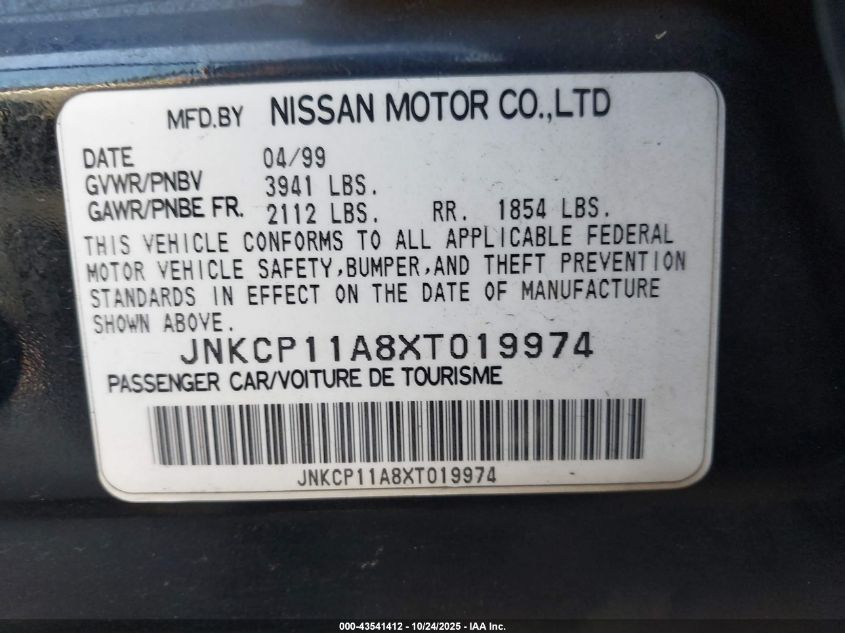 MFD.BY NISSAN MOTOR CO.,LTD
DATE 04/99
GVWR/PNBV 3941 LBS.
GAWR/PNBE FR. 2112 LBS. RR. 1854 LBS.
THIS VEHICLE CONFORMS TO ALL APPLICABLE FEDERAL
MOTOR VEHICLE SAFETY,BUMPER,AND THEFT PREVENTION
STANDARDS IN EFFECT ON THE DATE OF MANUFACTURE
SHOWN ABOVE.
JNKCP11A8XT019974
PASSENGER CAR/VOITURE DE TOURISME
JNKCP11A8XT019974
000-43541412 - 10/24/2025 - IAA Inc.